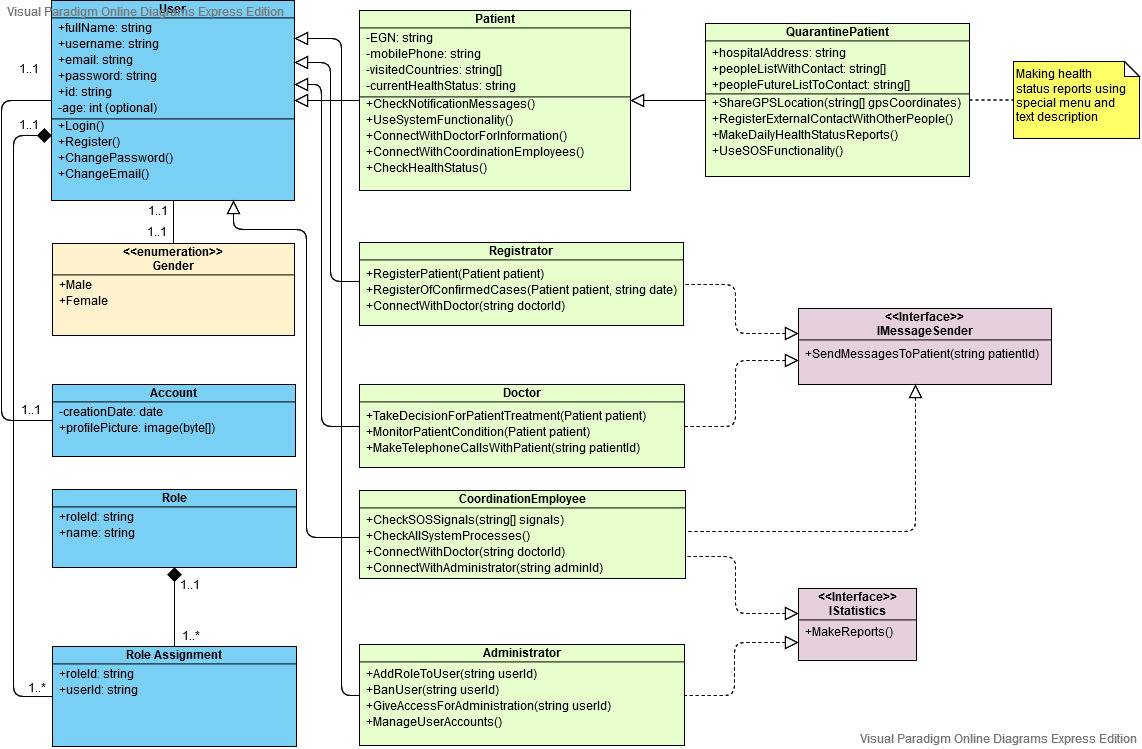 Visual Paradigm Online Diagrams Express Edition
User
+fullName: string
+username: string
+email: string
+password: string
+id: string
-age: int (optional)
+Login()
+Register()
+ChangePassword()
+ChangeEmail()
1..1
1..1
1..1
1..1
<<enumeration>>
Gender
+Male
+Female
Account
-creationDate: date
+profilePicture: image(byte[])
1..1
Role
+roleId: string
+name: string
1..1
1..*
Role Assignment
+roleId: string
+userId: string
1..*
Patient
-EGN: string
-mobilePhone: string
-visitedCountries: string[]
-currentHealthStatus: string
+CheckNotificationMessages()
+UseSystemFunctionality()
+ConnectWithDoctorForInformation()
+ConnectWithCoordinationEmployees()
+CheckHealthStatus()
QuarantinePatient
+hospitalAddress: string
+peopleListWithContact: string[]
+peopleFutureListToContact: string[]
+ShareGPSLocation(string[] gpsCoordinates)
+RegisterExternalContactWithOtherPeople()
+MakeDailyHealthStatusReports()
+UseSOSFunctionality()
Making health
status reports using
special menu and
text description
Registrator
+RegisterPatient(Patient patient)
+RegisterOfConfirmedCases(Patient patient, string date)
+ConnectWithDoctor(string doctorId)
<<Interface>>
IMessageSender
+SendMessagesToPatient(string patientId)
Doctor
+TakeDecisionForPatientTreatment(Patient patient)
+MonitorPatientCondition(Patient patient)
+MakeTelephoneCallsWithPatient(string patientId)
CoordinationEmployee
+CheckSOSSignals(string[] signals)
+CheckAllSystemProcesses()
+ConnectWithDoctor(string doctorId)
+ConnectWithAdministrator(string adminId)
<<Interface>>
IStatistics
+MakeReports()
Administrator
+AddRoleToUser(string userId)
+BanUser(string userId)
+GiveAccessForAdministration(string userId)
+ManageUserAccounts()
Visual Paradigm Online Diagrams Express Edition